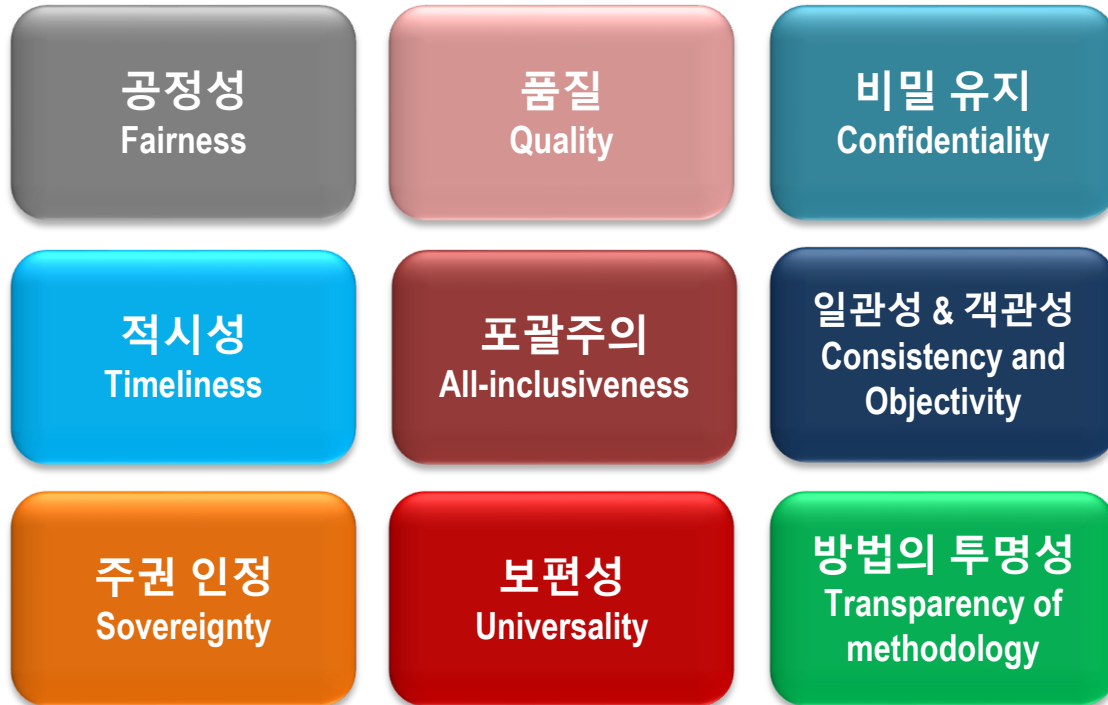 공정성
Fairness
품질
Quality
비밀 유지
Confidentiality
적시성
Timeliness
포괄주의
All-inclusiveness
일관성 & 객관성
Consistency and
Objectivity
주권 인정
Sovereignty
보편성
Universality
방법의 투명성
Transparency of
methodology